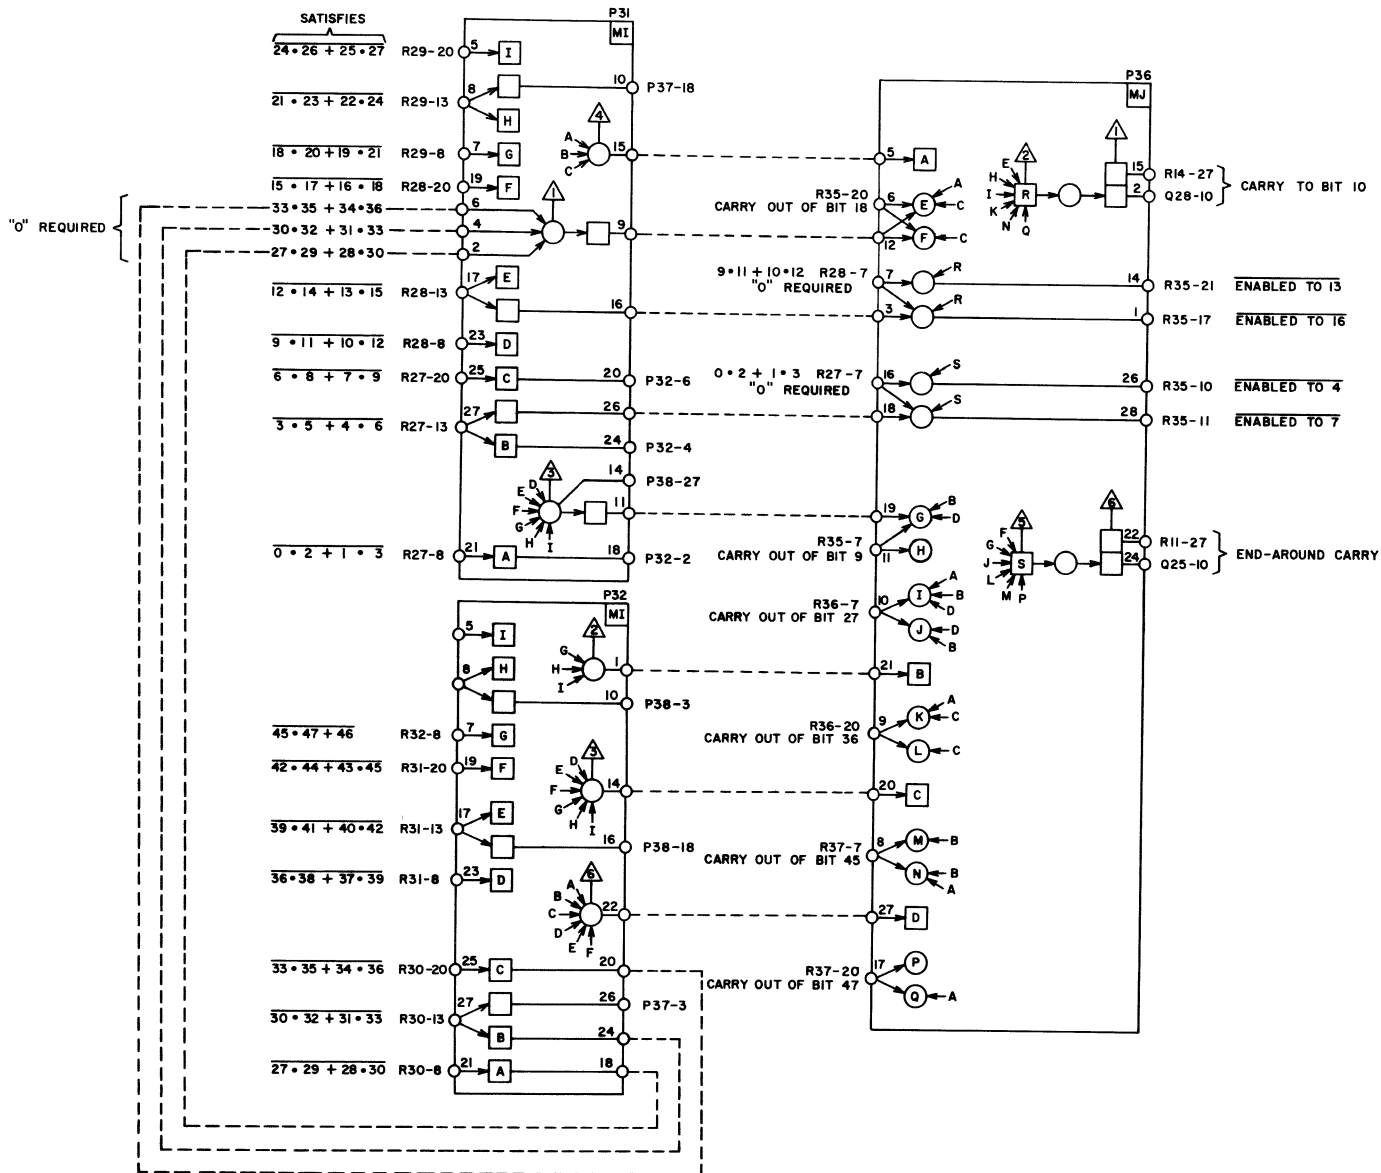 SATISFIES
P31
MI
24•26 + 25•27 R29-20 5 I
8 10 P37-18
21 • 23 + 22 • 24 R29-13 H
4
A
B
C
15
18 • 20 + 19 • 21 R29-8 7 G
15 • 17 + 16 • 18 R28-20 19 F
"O" REQUIRED
33 • 35 + 34 • 36 6
30 • 32 + 31 • 33 4
27 • 29 + 28 • 30 2
1
9
12 • 14 + 13 • 15 R28-13 17 E
16
9 • 11 + 10 • 12 R28-8 23 D
6 • 8 + 7 • 9 R27-20 25 C 20 P32-6
27 26
3 • 5 + 4 • 6 R27-13 B 24 P32-4
3
D
E
F
G
H
I
14 P38-27
11
0 • 2 + 1 • 3 R27-8 21 A 18 P32-2
P32
MI
5 I
2
G
H
I
1
8 H
10 P38-3
45 • 47 + 46 R32-8 7 G
42 • 44 + 43 • 45 R31-20 19 F
3
D
E
F
G
H
I
14
39 • 41 + 40 • 42 R31-13 17 E
16 P38-18
36 • 38 + 37 • 39 R31-8 23 D
6
A
B
C
D
E
F
22
33 • 35 + 34 • 36 R30-20 25 C 20
27 26 P37-3
30 • 32 + 31 • 33 R30-13 B 24
27 • 29 + 28 • 30 R30-8 21 A 18
P36
MJ
5 A
R35-20
CARRY OUT OF BIT 18
6 E A C
12 F C
9 • 11 + 10 • 12 R28-7
"O" REQUIRED
7 R
3 R
0 • 2 + 1 • 3 R27-7
"O" REQUIRED
16 S
18 S
19 G B D
R35-7
CARRY OUT OF BIT 9
11 H
R36-7
CARRY OUT OF BIT 27
10 I A B D
J D B
21 B
R36-20
CARRY OUT OF BIT 36
9 K A C
L C
20 C
R37-7
CARRY OUT OF BIT 45
8 M B
N B A
27 D
R37-20
CARRY OUT OF BIT 47
17 P
Q A
2
E
H
I
K
N
Q
R
1
15 R14-27
2 Q28-10
CARRY TO BIT 10
14 R35-21 ENABLED TO 13
1 R35-17 ENABLED TO 16
26 R35-10 ENABLED TO 4
28 R35-11 ENABLED TO 7
5
F
G
J
L
M
P
S
6
22 R11-27
24 Q25-10
END-AROUND CARRY